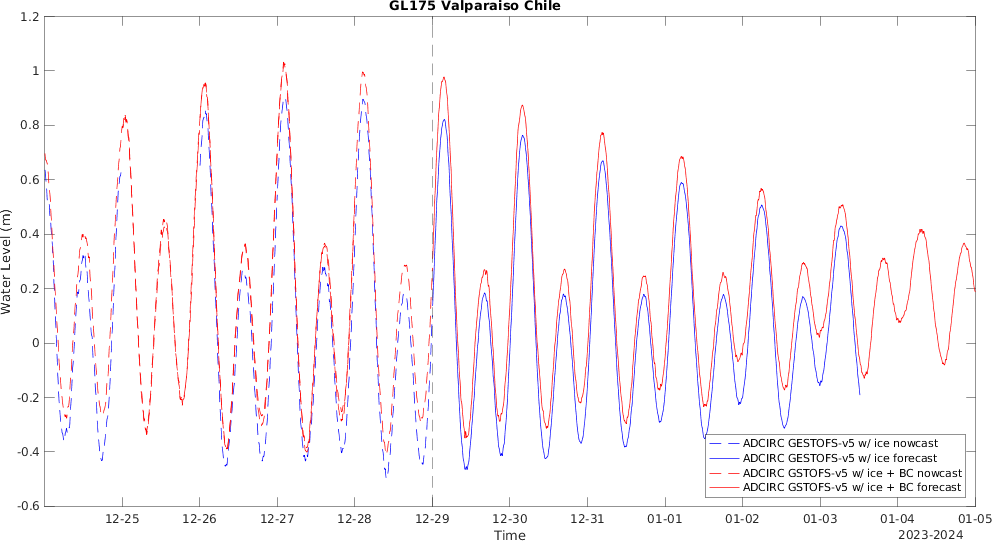 GL175 Valparaiso Chile
1.2
1
0.8
0.6
0.4
0.2
0
-0.2
-0.4
-0.6
Water Level (m)
ADCIRC GESTOFS-v5 w/ ice nowcast
ADCIRC GESTOFS-v5 w/ ice forecast
ADCIRC GSTOFS-v5 w/ ice + BC nowcast
ADCIRC GSTOFS-v5 w/ ice + BC forecast
12-25 12-26 12-27 12-28 12-29 12-30 12-31 01-01 01-02 01-03 01-04 01-05
Time
2023-2024